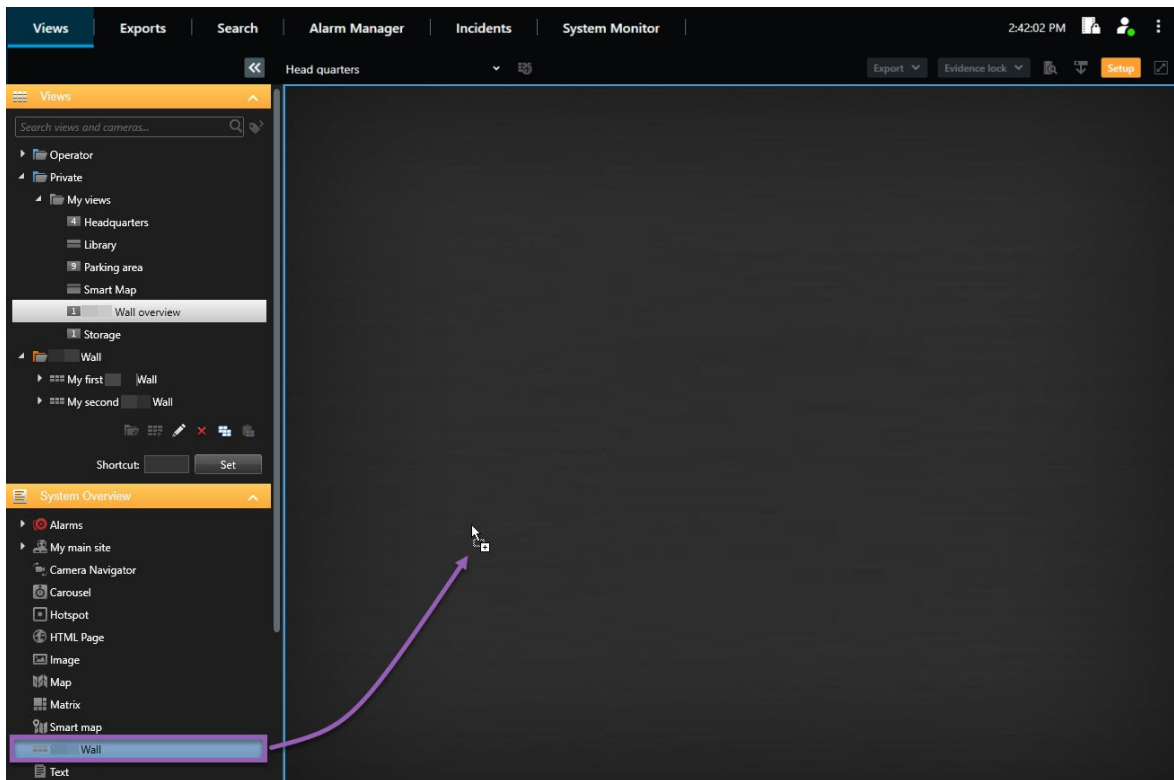 Views Exports Search Alarm Manager Incidents System Monitor 2:42:02 PM
Head quarters Export Evidence lock Setup
Views
Search views and cameras...
Operator
Private
My views
4 Headquarters
Library
9 Parking area
Smart Map
1 Wall overview
1 Storage
Wall
My first Wall
My second Wall
Shortcut: Set
System Overview
Alarms
My main site
Camera Navigator
Carousel
Hotspot
HTML Page
Image
Map
Matrix
Smart map
Wall
Text